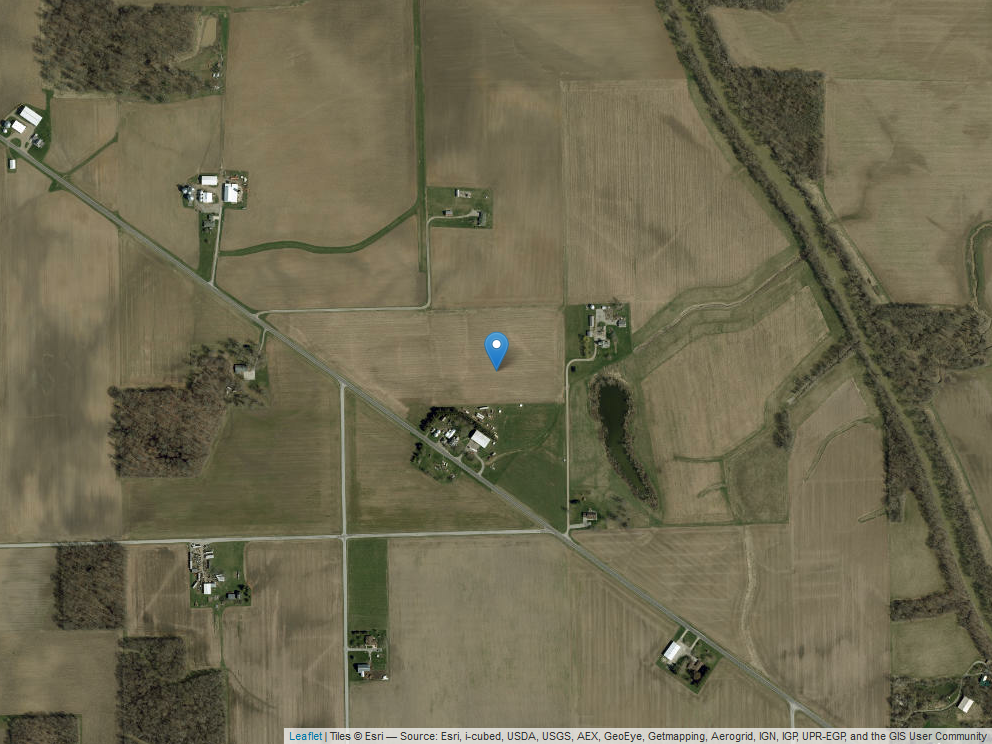 Leaflet | Tiles © Esri — Source: Esri, i-cubed, USDA, USGS, AEX, GeoEye, Getmapping, Aerogrid, IGN, IGP, UPR-EGP, and the GIS User Community